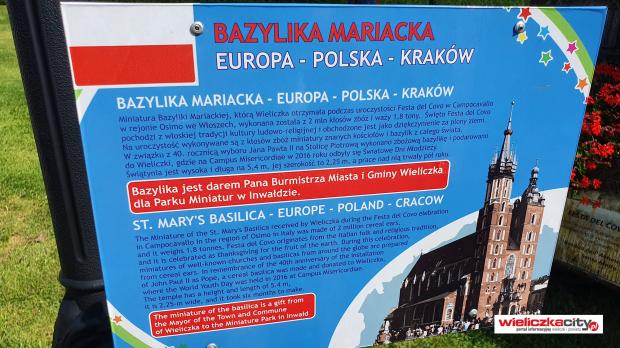 BAZYLIKA MARIACKA
EUROPA - POLSKA - KRAKÓW
BAZYLIKA MARIACKA - EUROPA - POLSKA - KRAKÓW
Miniatura Bazyliki Mariackiej, którą Wieliczka otrzymała podczas uroczystości Festa del Covo w Campocavallo
w rejonie Osimo we Włoszech, wykonana została z 2 mln kłosów zbóż i waży 1,8 tony. Święto Festa del Covo
pochodzi z włoskiej tradycji kultury ludowo-religijnej i obchodzone jest jako dziękczynienie za plony ziemi.
Na uroczystość wykonywane są z kłosów zbóż miniatury znanych kościołów i bazylik z całego świata.
W związku z 40. rocznicą wyboru Jana Pawła II na Stolicę Piotrową wykonano zbożową bazylikę i podarowano
do Wieliczki, gdzie na Campus Misericordiae w 2016 roku odbyły się Światowe Dni Młodzieży.
Świątynia jest wysoka i długa na 5,4 m, jej szerokość to 2,25 m, a prace nad nią trwały pół roku.
Bazylika jest darem Pana Burmistrza Miasta i Gminy Wieliczka
dla Parku Miniatur w Inwałdzie.
ST. MARY'S BASILICA - EUROPE - POLAND - CRACOW
The Miniature of the St. Mary's Basilica received by Wieliczka during the Festa del Covo celebration
in Campocavallo in the region of Osimo in Italy was made of 2 million cereal ears,
and it weighs 1.8 tonnes. Festa del Covo originates from the Italian folk and religious tradition,
and it is celebrated as thanksgiving for the fruit of the earth. During this celebration,
miniatures of well-known churches and basilicas from around the globe are prepared
from cereal ears. In remembrance of the 40th anniversary of the installation
of John Paul II as Pope, a cereal basilica was made and donated to Wieliczka,
where the World Youth Day was held in 2016 at Campus Misericordiae.
The temple has a height and length of 5.4 m,
it is 2.25-m wide, and it took six months to make.
The miniature of the basilica is a gift from
the Mayor of the Town and Commune
of Wieliczka to the Miniature Park in Inwald
wieliczkacity.pl